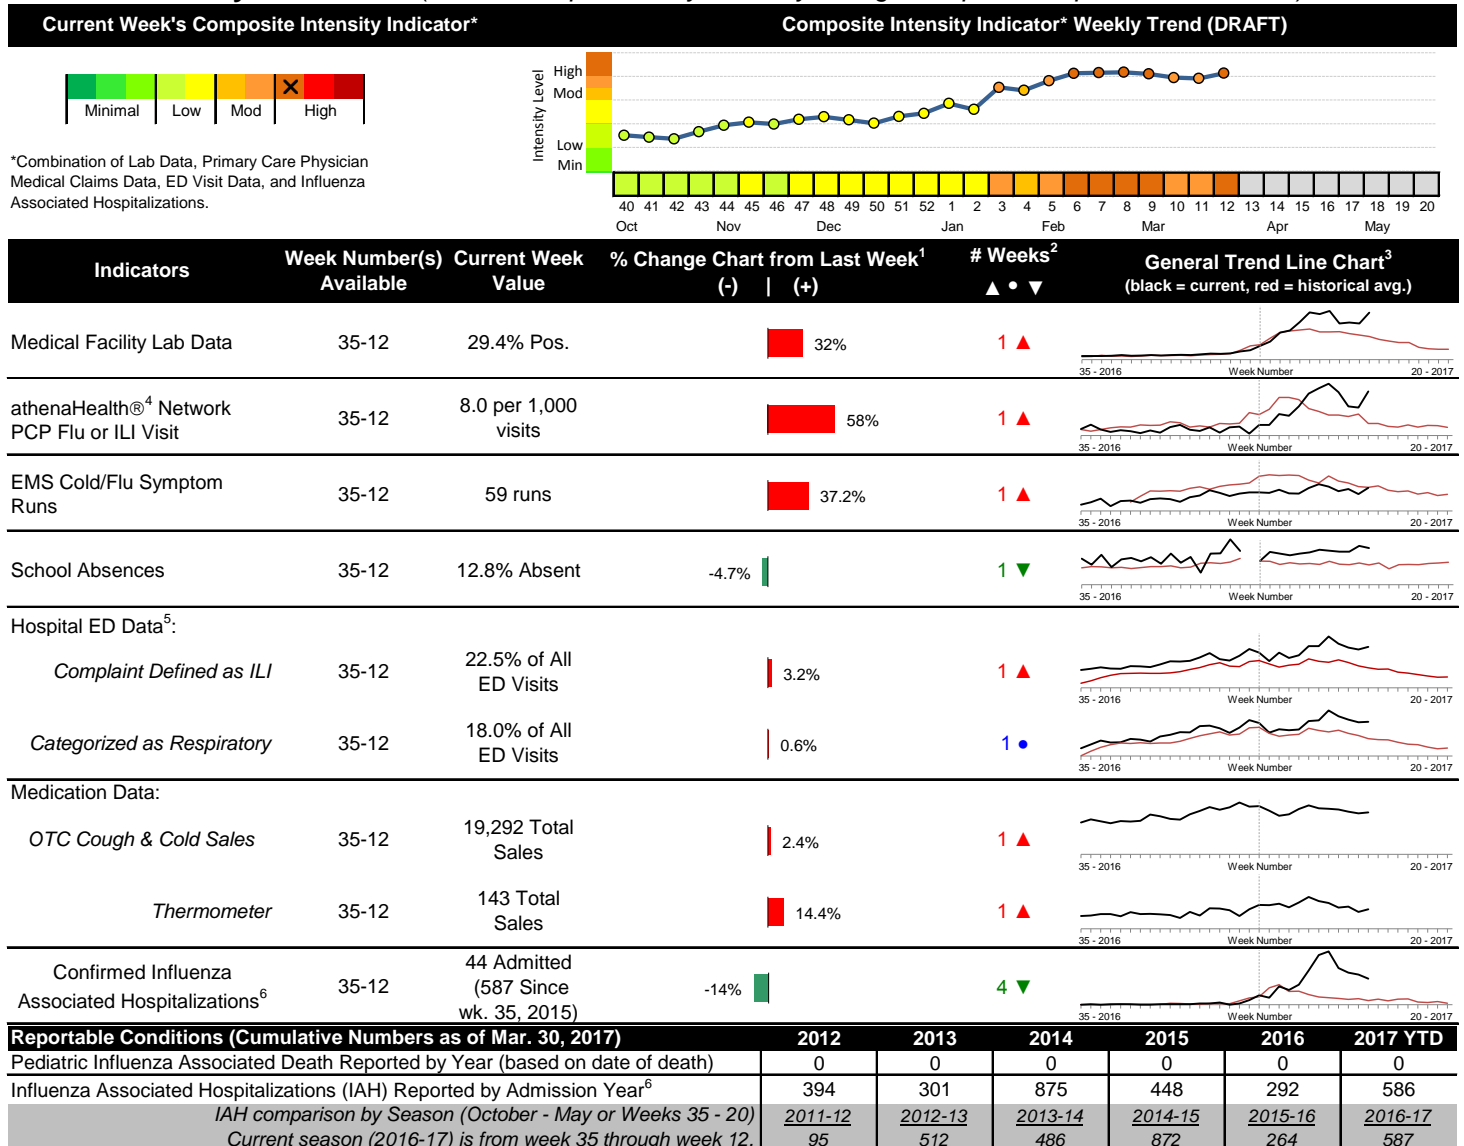 Current Week's Composite Intensity Indicator*
Composite Intensity Indicator* Weekly Trend (DRAFT)
Minimal Low Mod High
*Combination of Lab Data, Primary Care Physician
Medical Claims Data, ED Visit Data, and Influenza
Associated Hospitalizations.
Intensity Level
High
Mod
Low
Min
40 41 42 43 44 45 46 47 48 49 50 51 52 1 2 3 4 5 6 7 8 9 10 11 12 13 14 15 16 17 18 19 20
Oct Nov Dec Jan Feb Mar Apr May
Indicators
Week Number(s)
Available
Current Week
Value
% Change Chart from Last Week1
(-) | (+)
# Weeks2
▲ ● ▼
General Trend Line Chart3
(black = current, red = historical avg.)
Medical Facility Lab Data 35-12 29.4% Pos. 32% 1 ▲
35 - 2016 Week Number 20 - 2017
athenaHealth®4 Network
PCP Flu or ILI Visit
35-12
8.0 per 1,000
visits
58% 1 ▲
35 - 2016 Week Number 20 - 2017
EMS Cold/Flu Symptom
Runs
35-12 59 runs 37.2% 1 ▲
35 - 2016 Week Number 20 - 2017
School Absences 35-12 12.8% Absent -4.7% 1 ▼
35 - 2016 Week Number 20 - 2017
Hospital ED Data5:
Complaint Defined as ILI 35-12
22.5% of All
ED Visits
3.2% 1 ▲
35 - 2016 Week Number 20 - 2017
Categorized as Respiratory 35-12
18.0% of All
ED Visits
0.6% 1 ●
35 - 2016 Week Number 20 - 2017
Medication Data:
OTC Cough & Cold Sales 35-12
19,292 Total
Sales
2.4% 1 ▲
35 - 2016 Week Number 20 - 2017
Thermometer 35-12
143 Total
Sales
14.4% 1 ▲
35 - 2016 Week Number 20 - 2017
Confirmed Influenza
Associated Hospitalizations6
35-12
44 Admitted
(587 Since
wk. 35, 2015)
-14% 4 ▼
35 - 2016 Week Number 20 - 2017
Reportable Conditions (Cumulative Numbers as of Mar. 30, 2017) 2012 2013 2014 2015 2016 2017 YTD
Pediatric Influenza Associated Death Reported by Year (based on date of death) 0 0 0 0 0 0
Influenza Associated Hospitalizations (IAH) Reported by Admission Year6 394 301 875 448 292 586
IAH comparison by Season (October - May or Weeks 35 - 20) 2011-12 2012-13 2013-14 2014-15 2015-16 2016-17
Current season (2016-17) is from week 35 through week 12. 95 512 486 872 264 587